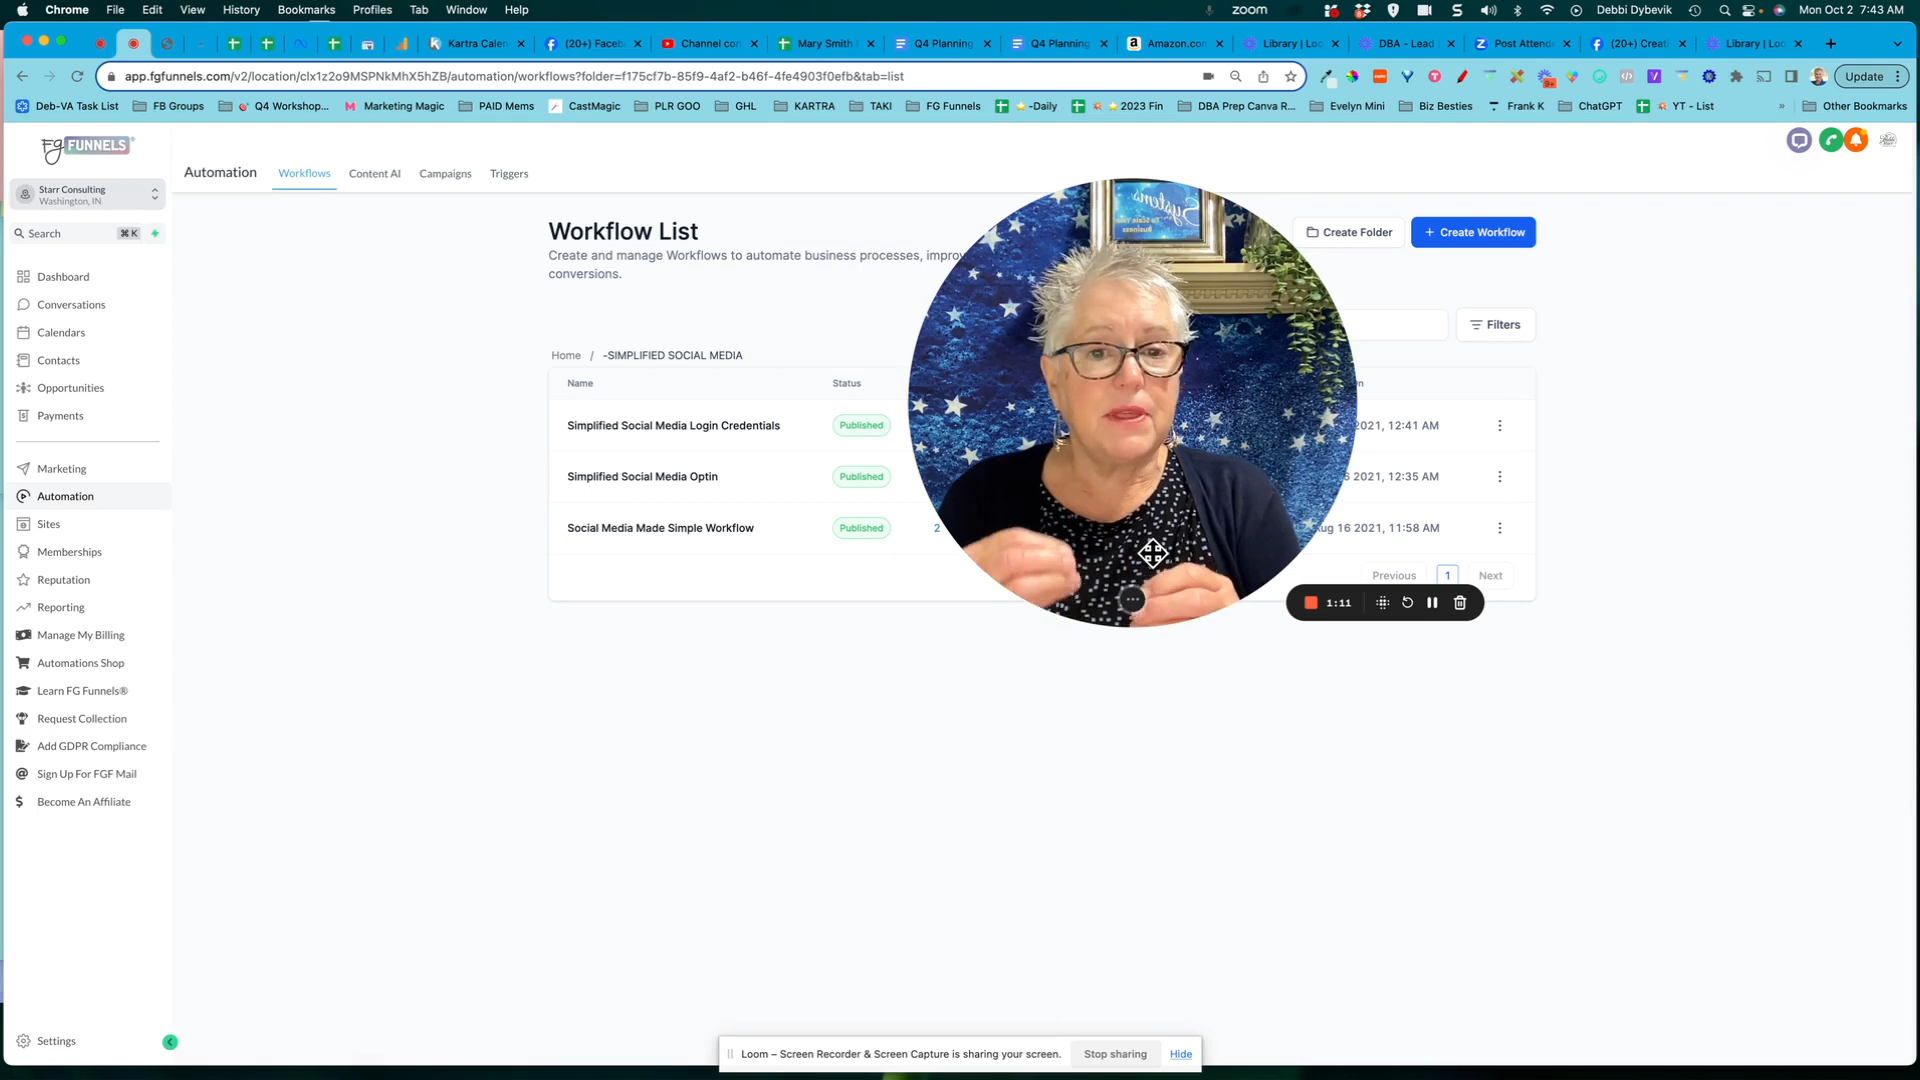 Chrome File Edit View History Bookmarks Profiles Tab Window Help
zoom Debbi Dybevik Mon Oct 2 7:43 AM
Kartra Calen (20+) Faceb Channel con Mary Smith Q4 Planning Q4 Planning Amazon.co Library | Loo DBA - Lead Post Attend (20+) Creati Library | Loo
app.fgfunnels.com/v2/location/clx1z2o9MSPNkMhX5hZB/automation/workflows?folder=f175cf7b-85f9-4af2-b46f-4fe4903f0efb&tab=list
9+
Update
Deb-VA Task List FB Groups Q4 Workshop... Marketing Magic PAID Mems CastMagic PLR GOO GHL KARTRA TAKI FG Funnels -Daily 2023 Fin DBA Prep Canva R... Evelyn Mini Biz Besties Frank K ChatGPT YT - List » Other Bookmarks
Fg FUNNELS
Starr Consulting
Washington, IN
Search ⌘K
Dashboard
Conversations
Calendars
Contacts
Opportunities
Payments
Marketing
Automation
Sites
Memberships
Reputation
Reporting
Manage My Billing
Automations Shop
Learn FG Funnels®
Request Collection
Add GDPR Compliance
Sign Up For FGF Mail
Become An Affiliate
Settings
Automation Workflows Content AI Campaigns Triggers
Workflow List
Create and manage Workflows to automate business processes, improv
conversions.
Create Folder + Create Workflow
Filters
Home / -SIMPLIFIED SOCIAL MEDIA
Name Status
Simplified Social Media Login Credentials Published 2021, 12:41 AM
Simplified Social Media Optin Published 6 2021, 12:35 AM
Social Media Made Simple Workflow Published 2 Aug 16 2021, 11:58 AM
Previous 1 Next
Systems
Business
1:11
Loom – Screen Recorder & Screen Capture is sharing your screen. Stop sharing Hide